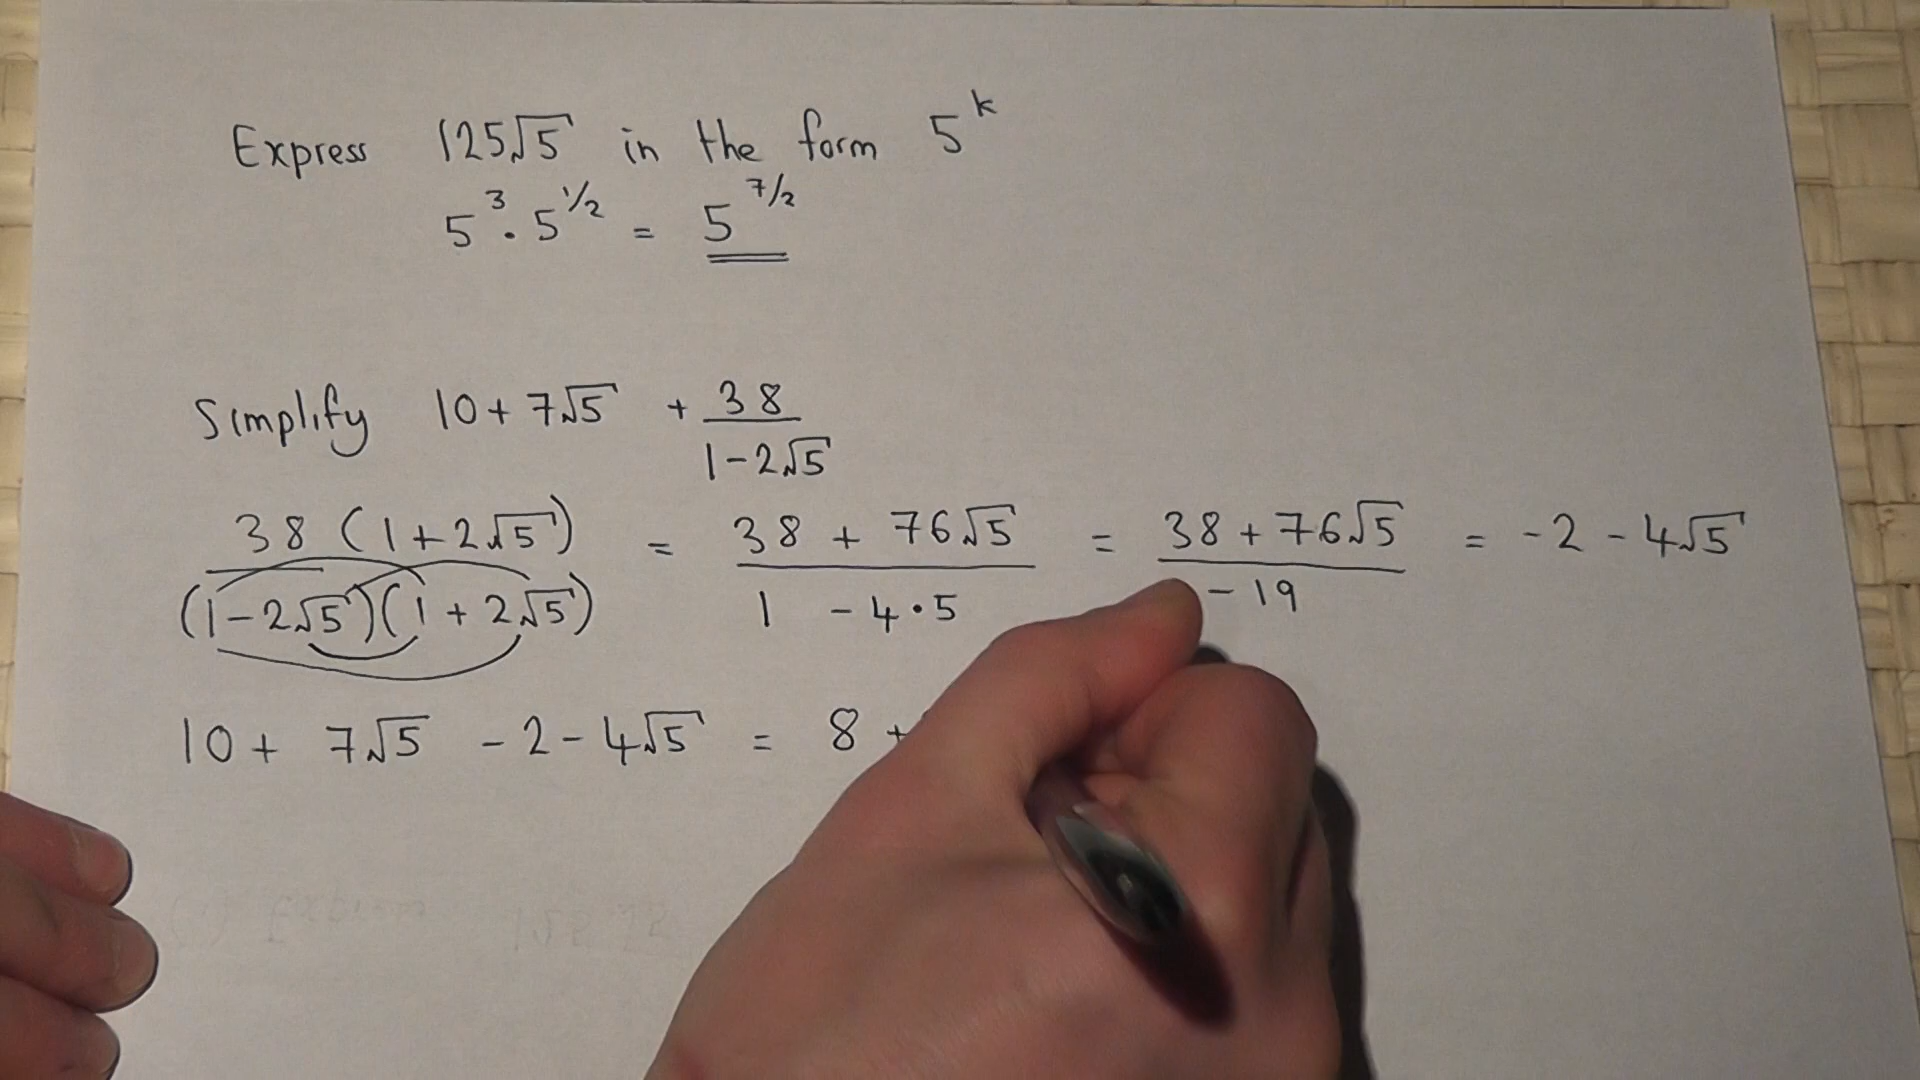 Express 125√5 in the form 5^k
5^3 · 5^1/2 = 5^7/2
Simplify 10 + 7√5 + 38/(1 - 2√5)
38 (1 + 2√5) = 38 + 76√5 = 38 + 76√5 = -2 - 4√5
(1 - 2√5)(1 + 2√5) 1 - 4 · 5 - 19
10 + 7√5 - 2 - 4√5 = 8 +